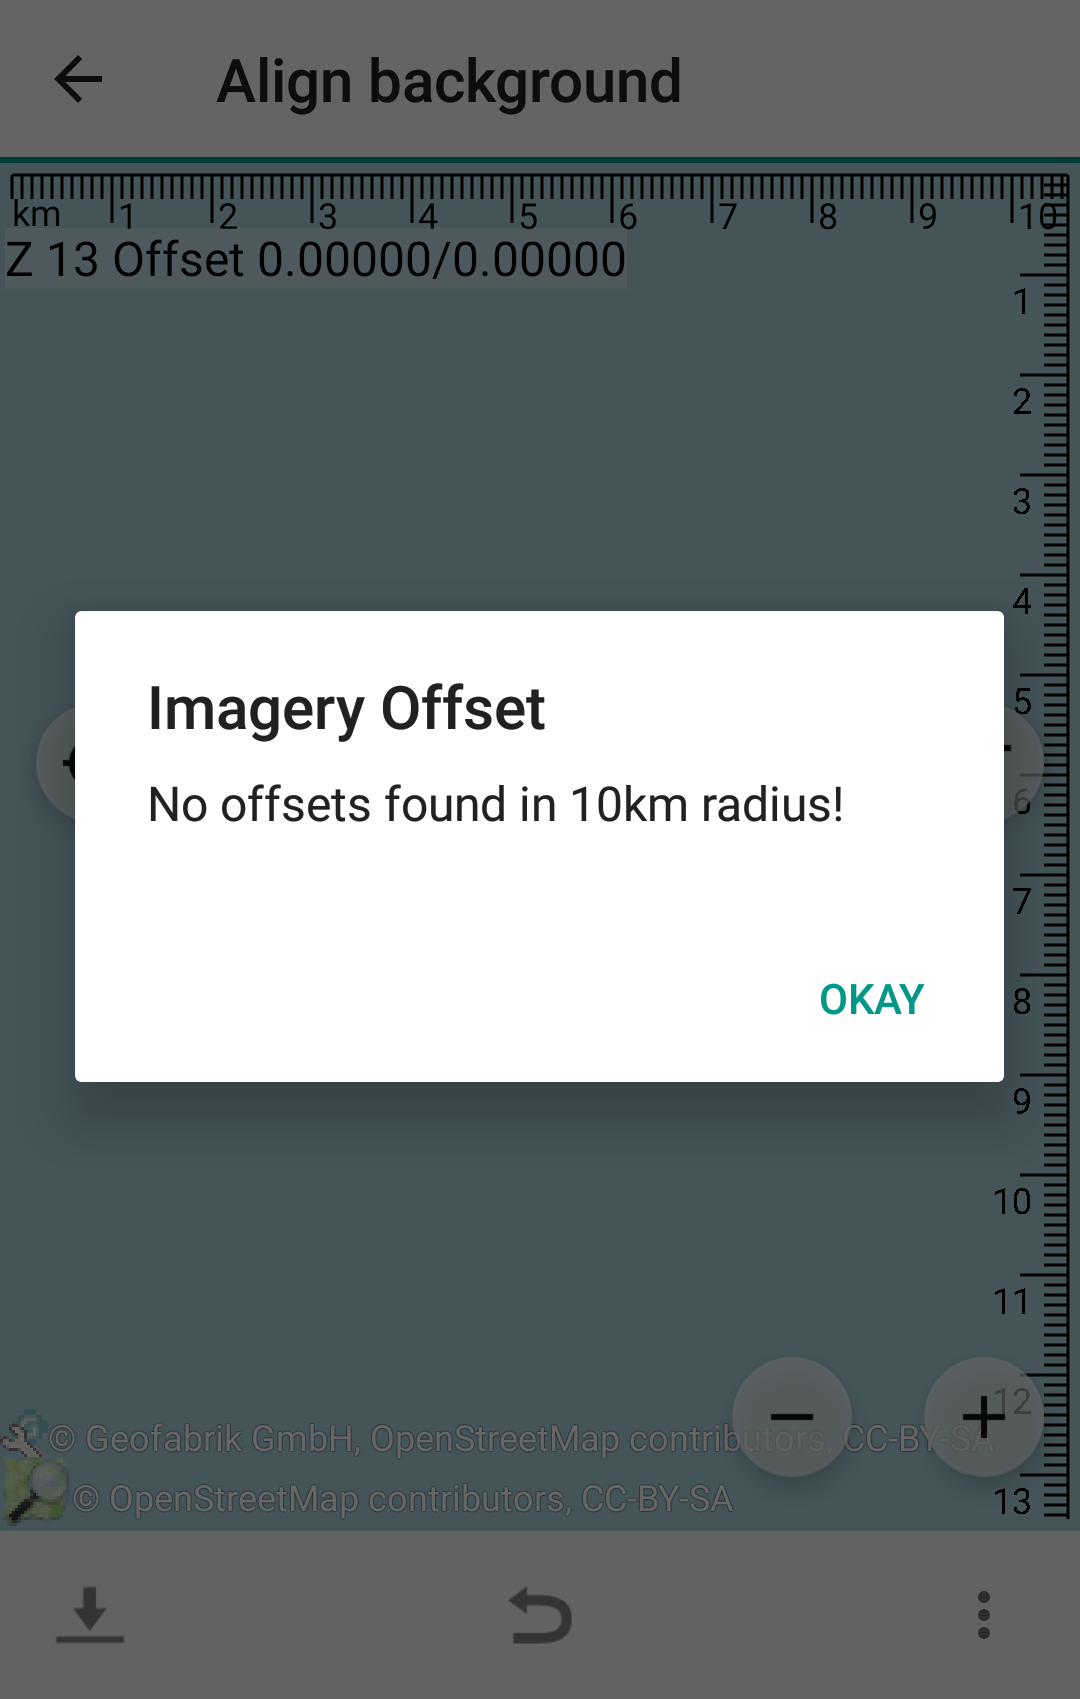 Align background
km 1 2 3 4 5 6 7 8 9 10
Z 13 Offset 0.00000/0.00000
1
2
3
4
Imagery Offset
5
No offsets found in 10km radius!
6
7
OKAY
8
9
10
11
12
© Geofabrik GmbH, OpenStreetMap contributors, CC-BY-SA
© OpenStreetMap contributors, CC-BY-SA
13